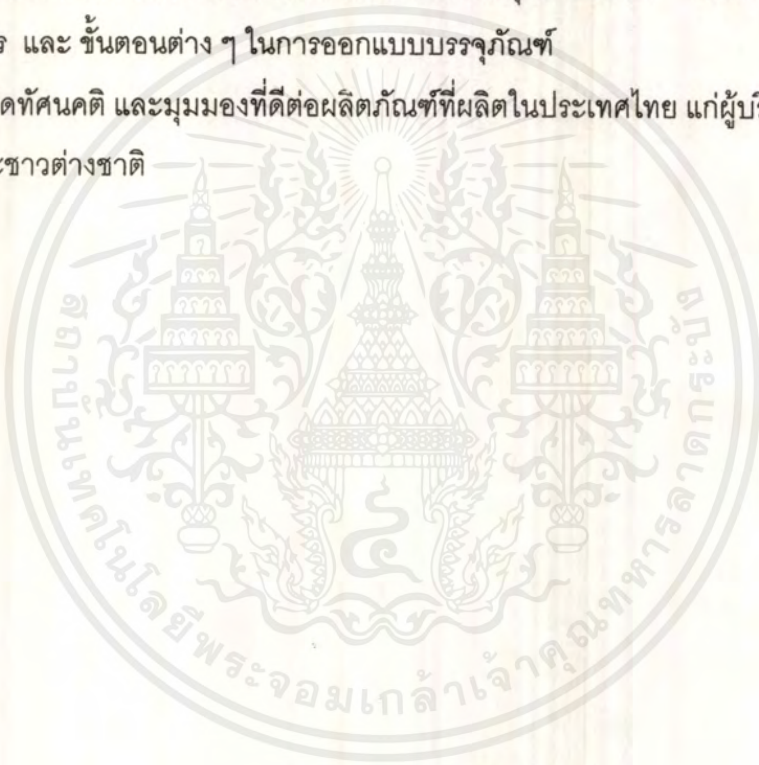 ร และ ขั้นตอนต่าง ๆ ในการออกแบบบรรจุภัณฑ์
ดทัศนคติ และมุมมองที่ดีต่อผลิตภัณฑ์ที่ผลิตในประเทศไทย แก่ผู้บริ
ะชาวต่างชาติ
สถาบันเทคโนโลยีพระจอมเกล้าเจ้าคุณทหารลาดกระบัง